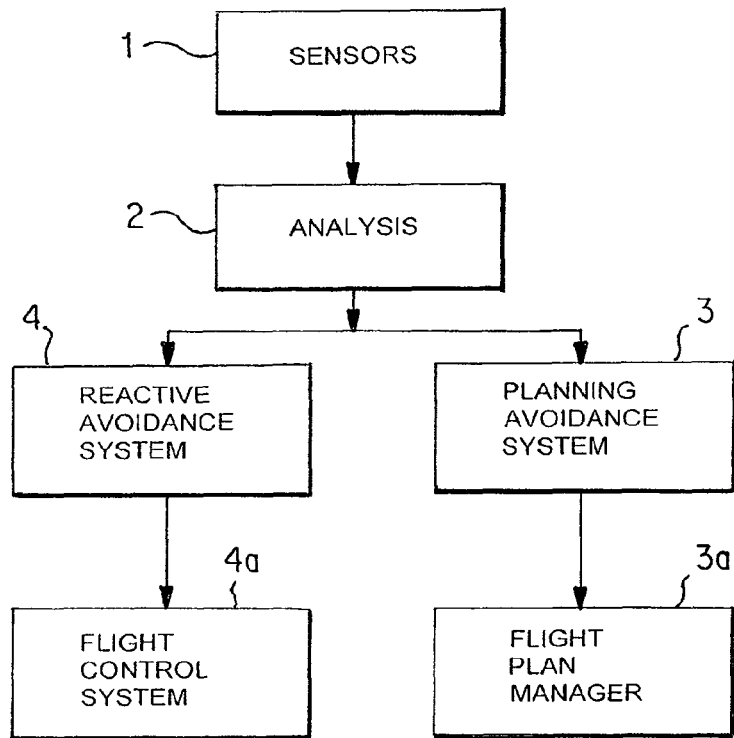 1
SENSORS
2
ANALYSIS
4
REACTIVE
AVOIDANCE
SYSTEM
3
PLANNING
AVOIDANCE
SYSTEM
4a
FLIGHT
CONTROL
SYSTEM
3a
FLIGHT
PLAN
MANAGER